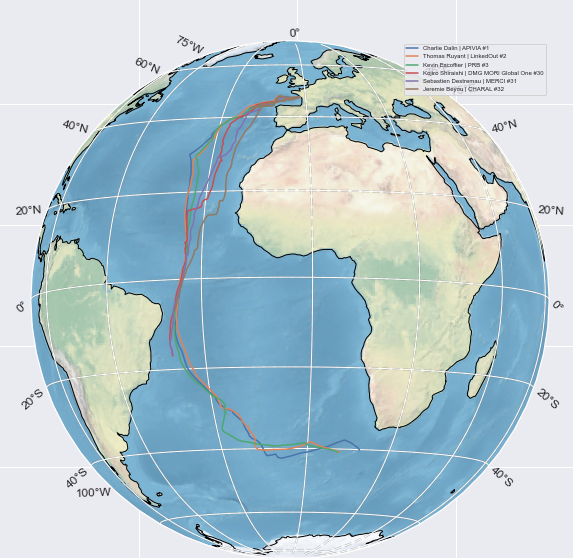 0°
75°W
60°W
40°N
20°N
0°
20°S
40°S
100°W
40°N
20°N
0°
20°S
40°S
Charlie Dalin | APIVIA #1
Thomas Ruyant | LinkedOut #2
Kevin Escoffier | PRB #3
Kojiro Shiraishi | DMG MORI Global One #30
Sebastien Destremau | MERCI #31
Jeremie Beyou | CHARAL #32